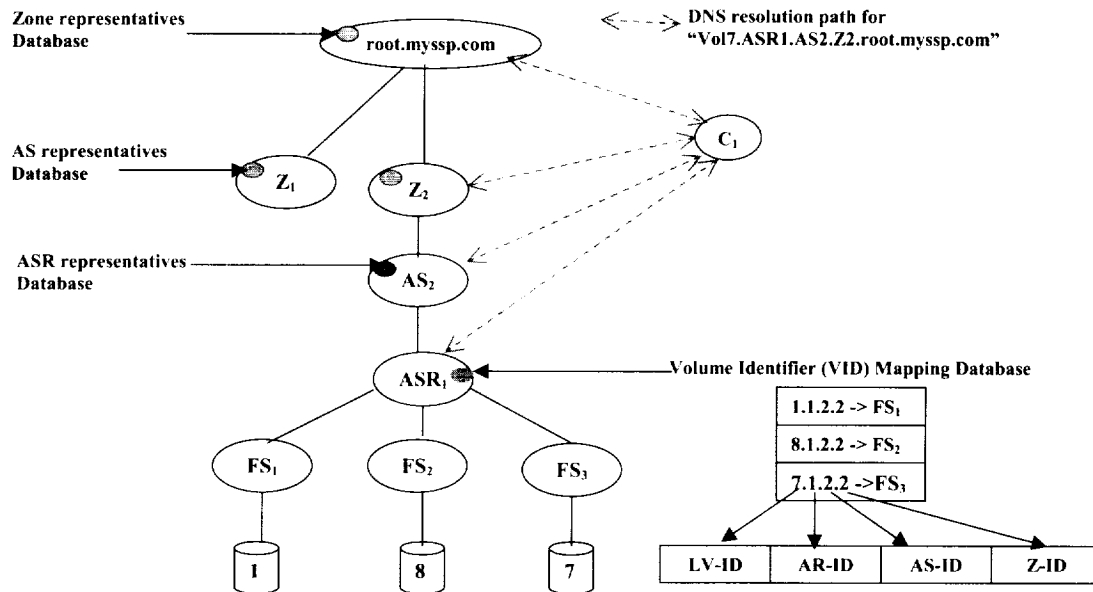 Zone representatives
Database
root.myssp.com
DNS resolution path for
“Vol7.ASR1.AS2.Z2.root.myssp.com”
C₁
AS representatives
Database
Z₁
Z₂
ASR representatives
Database
AS₂
ASR₁
Volume Identifier (VID) Mapping Database
1.1.2.2 -> FS₁
8.1.2.2 -> FS₂
7.1.2.2 ->FS₃
FS₁
FS₂
FS₃
1
8
7
LV-ID
AR-ID
AS-ID
Z-ID